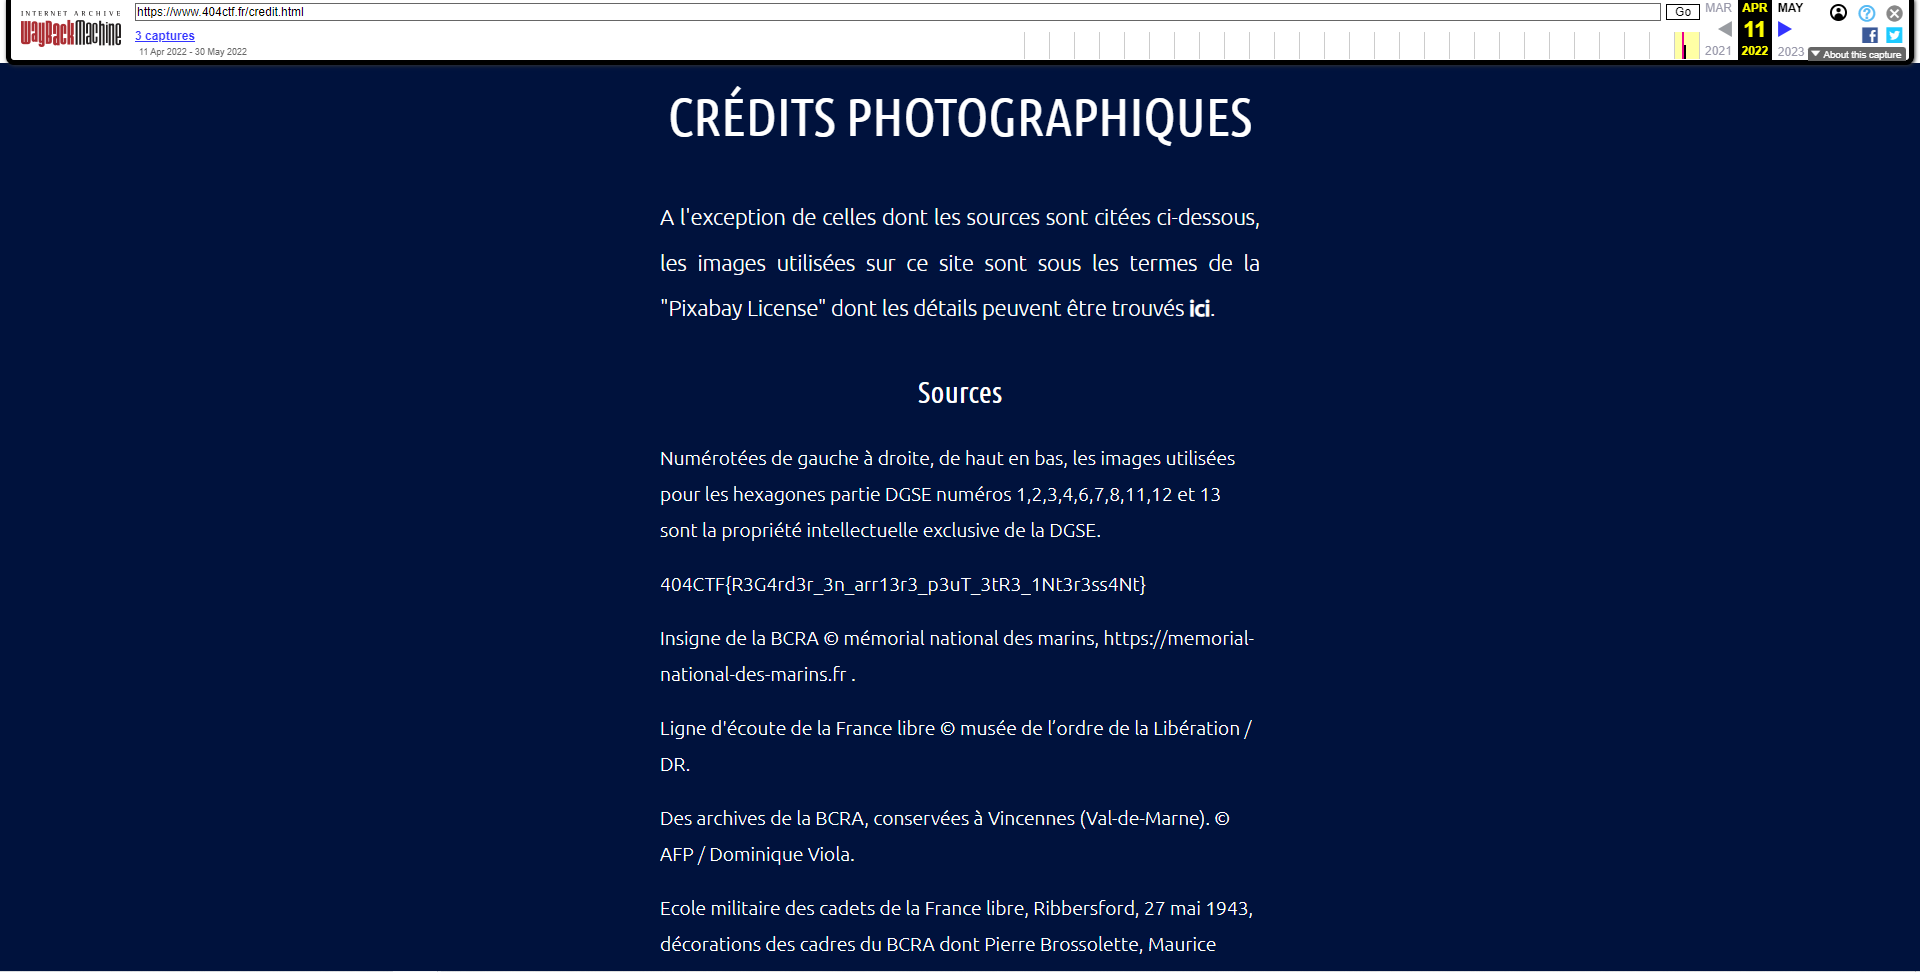 INTERNET ARCHIVE
WayBackMachine
https://www.404ctf.fr/credit.html
Go
3 captures
11 Apr 2022 - 30 May 2022
MAR APR MAY
11
2021 2022 2023
About this capture
CRÉDITS PHOTOGRAPHIQUES
A l'exception de celles dont les sources sont citées ci-dessous,
les images utilisées sur ce site sont sous les termes de la
"Pixabay License" dont les détails peuvent être trouvés ici.
Sources
Numérotées de gauche à droite, de haut en bas, les images utilisées
pour les hexagones partie DGSE numéros 1,2,3,4,6,7,8,11,12 et 13
sont la propriété intellectuelle exclusive de la DGSE.
404CTF{R3G4rd3r_3n_arr13r3_p3uT_3tR3_1Nt3r3ss4Nt}
Insigne de la BCRA © mémorial national des marins, https://memorial-
national-des-marins.fr .
Ligne d'écoute de la France libre © musée de l’ordre de la Libération /
DR.
Des archives de la BCRA, conservées à Vincennes (Val-de-Marne). ©
AFP / Dominique Viola.
Ecole militaire des cadets de la France libre, Ribbersford, 27 mai 1943,
décorations des cadres du BCRA dont Pierre Brossolette, Maurice